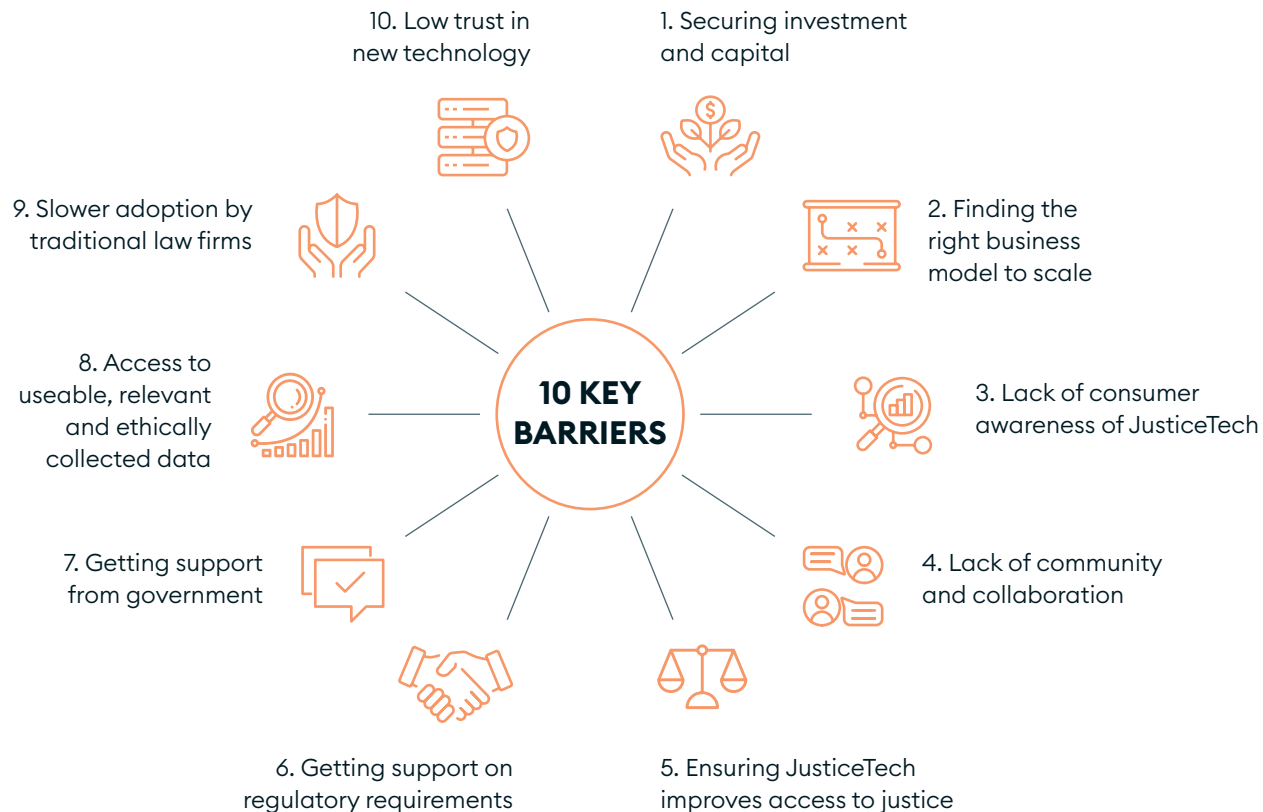 10 KEY
BARRIERS
1. Securing investment
and capital
2. Finding the
right business
model to scale
3. Lack of consumer
awareness of JusticeTech
4. Lack of community
and collaboration
5. Ensuring JusticeTech
improves access to justice
6. Getting support on
regulatory requirements
7. Getting support
from government
8. Access to
useable, relevant
and ethically
collected data
9. Slower adoption by
traditional law firms
10. Low trust in
new technology
$